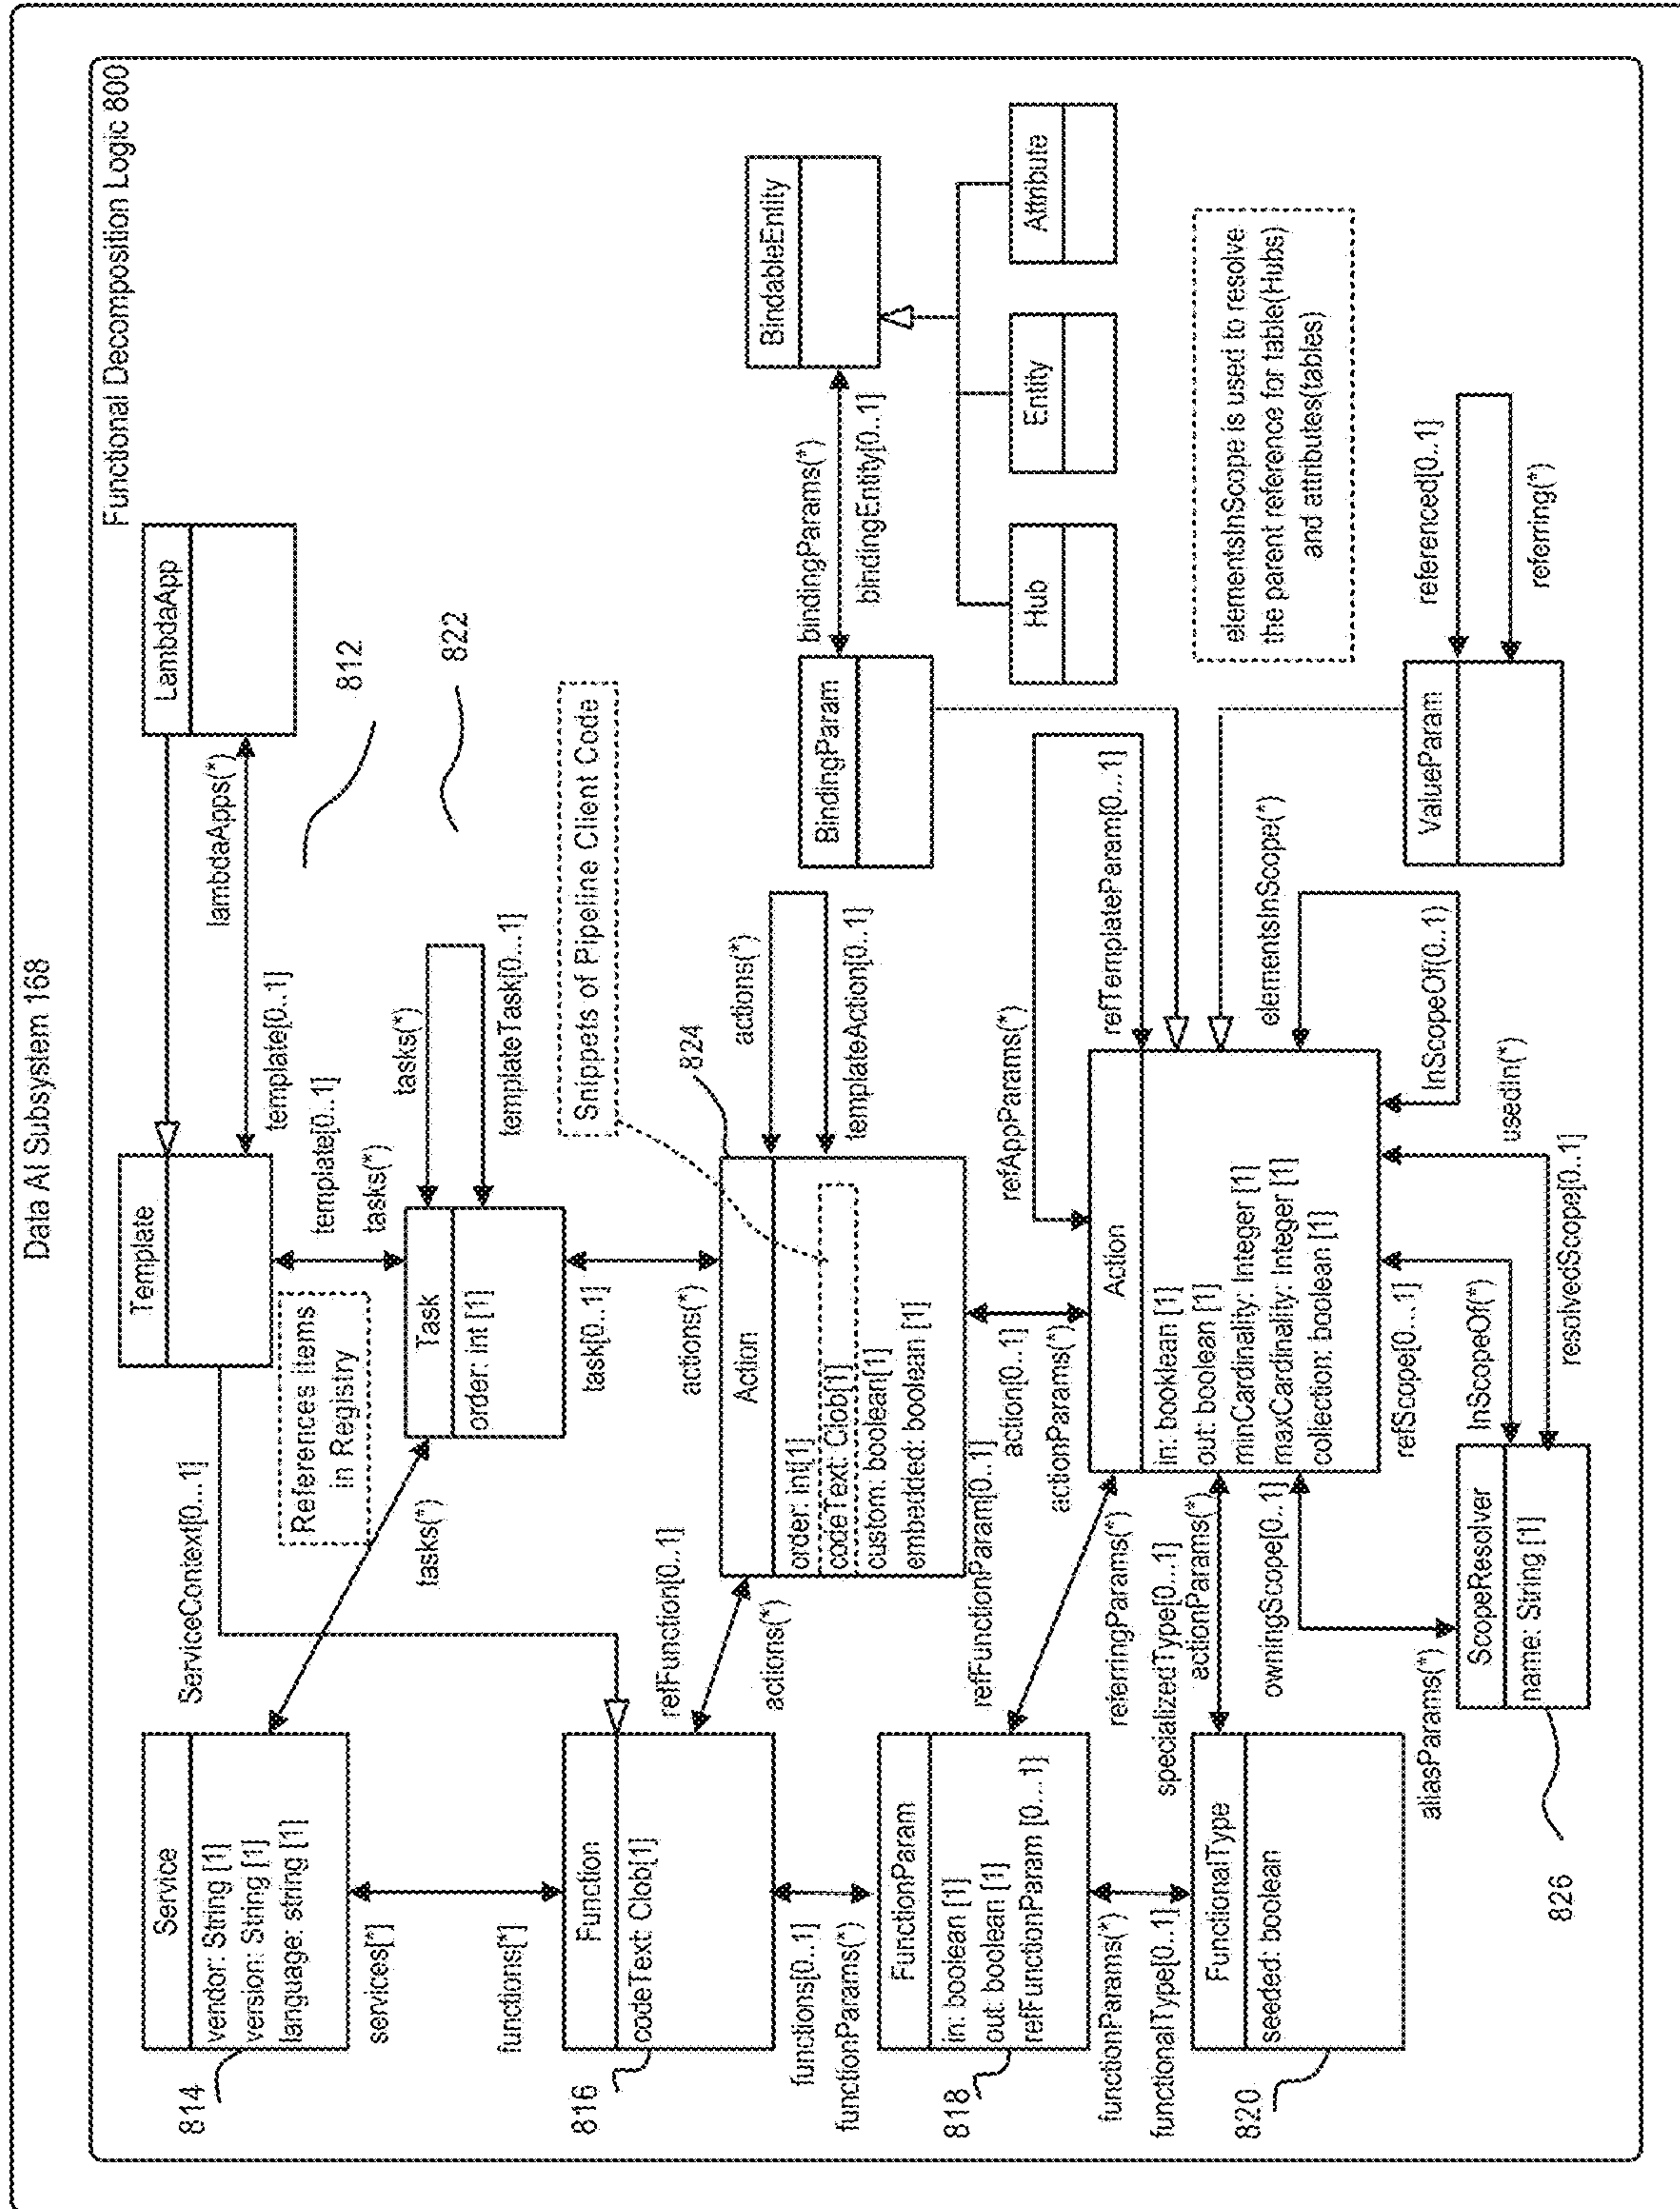 Data AI Subsystem 168
Functional Decomposition Logic 800
Service
vendor: String [1]
version: String [1]
language: string [1]
814
services[*]
functions[*]
ServiceContext[0...1]
Template
template[0..1]
lambdaApps(*)
LambdaApp
template[0..1]
tasks(*)
References items
in Registry
812
822
tasks(*)
Task
order: int [1]
tasks(*)
templateTask[0...1]
task[0..1]
actions(*)
Snippets of Pipeline Client Code
Function
codeText: Clob[1]
816
refFunction[0..1]
actions(*)
Action
order: Int[1]
codeText: Clob[1]
custom: boolean[1]
embedded: boolean [1]
824
actions(*)
templateAction[0..1]
functions[0..1]
functionParams(*)
FunctionParam
in: boolean [1]
out: boolean [1]
refFunctionParam [0...1]
818
refFunctionParam[0..1]
referringParams(*)
action[0..1]
actionParams(*)
refAppParams(*)
refTemplateParam[0...1]
BindingParam
bindingParams(*)
bindingEntity[0..1]
BindableEntity
Hub
Entity
Attribute
functionParams(*)
functionalType[0..1]
FunctionalType
seeded: boolean
820
specializedType[0...1]
actionParams(*)
owningScope[0..1]
aliasParams(*)
Action
in: booklean [1]
out: boolean [1]
minCardinality: Integer [1]
maxCardinality: Integer [1]
collection: boolean [1]
elementsInScope(*)
InScopeOf(0..1)
usedIn(*)
refScope[0...1]
InScopeOf(*)
resolvedScope[0..1]
ScopeResolver
name: String [1]
826
ValueParam
referenced[0..1]
referring(*)
elementsInScope is used to resolve
the parent reference for table(Hubs)
and attributes(tables)